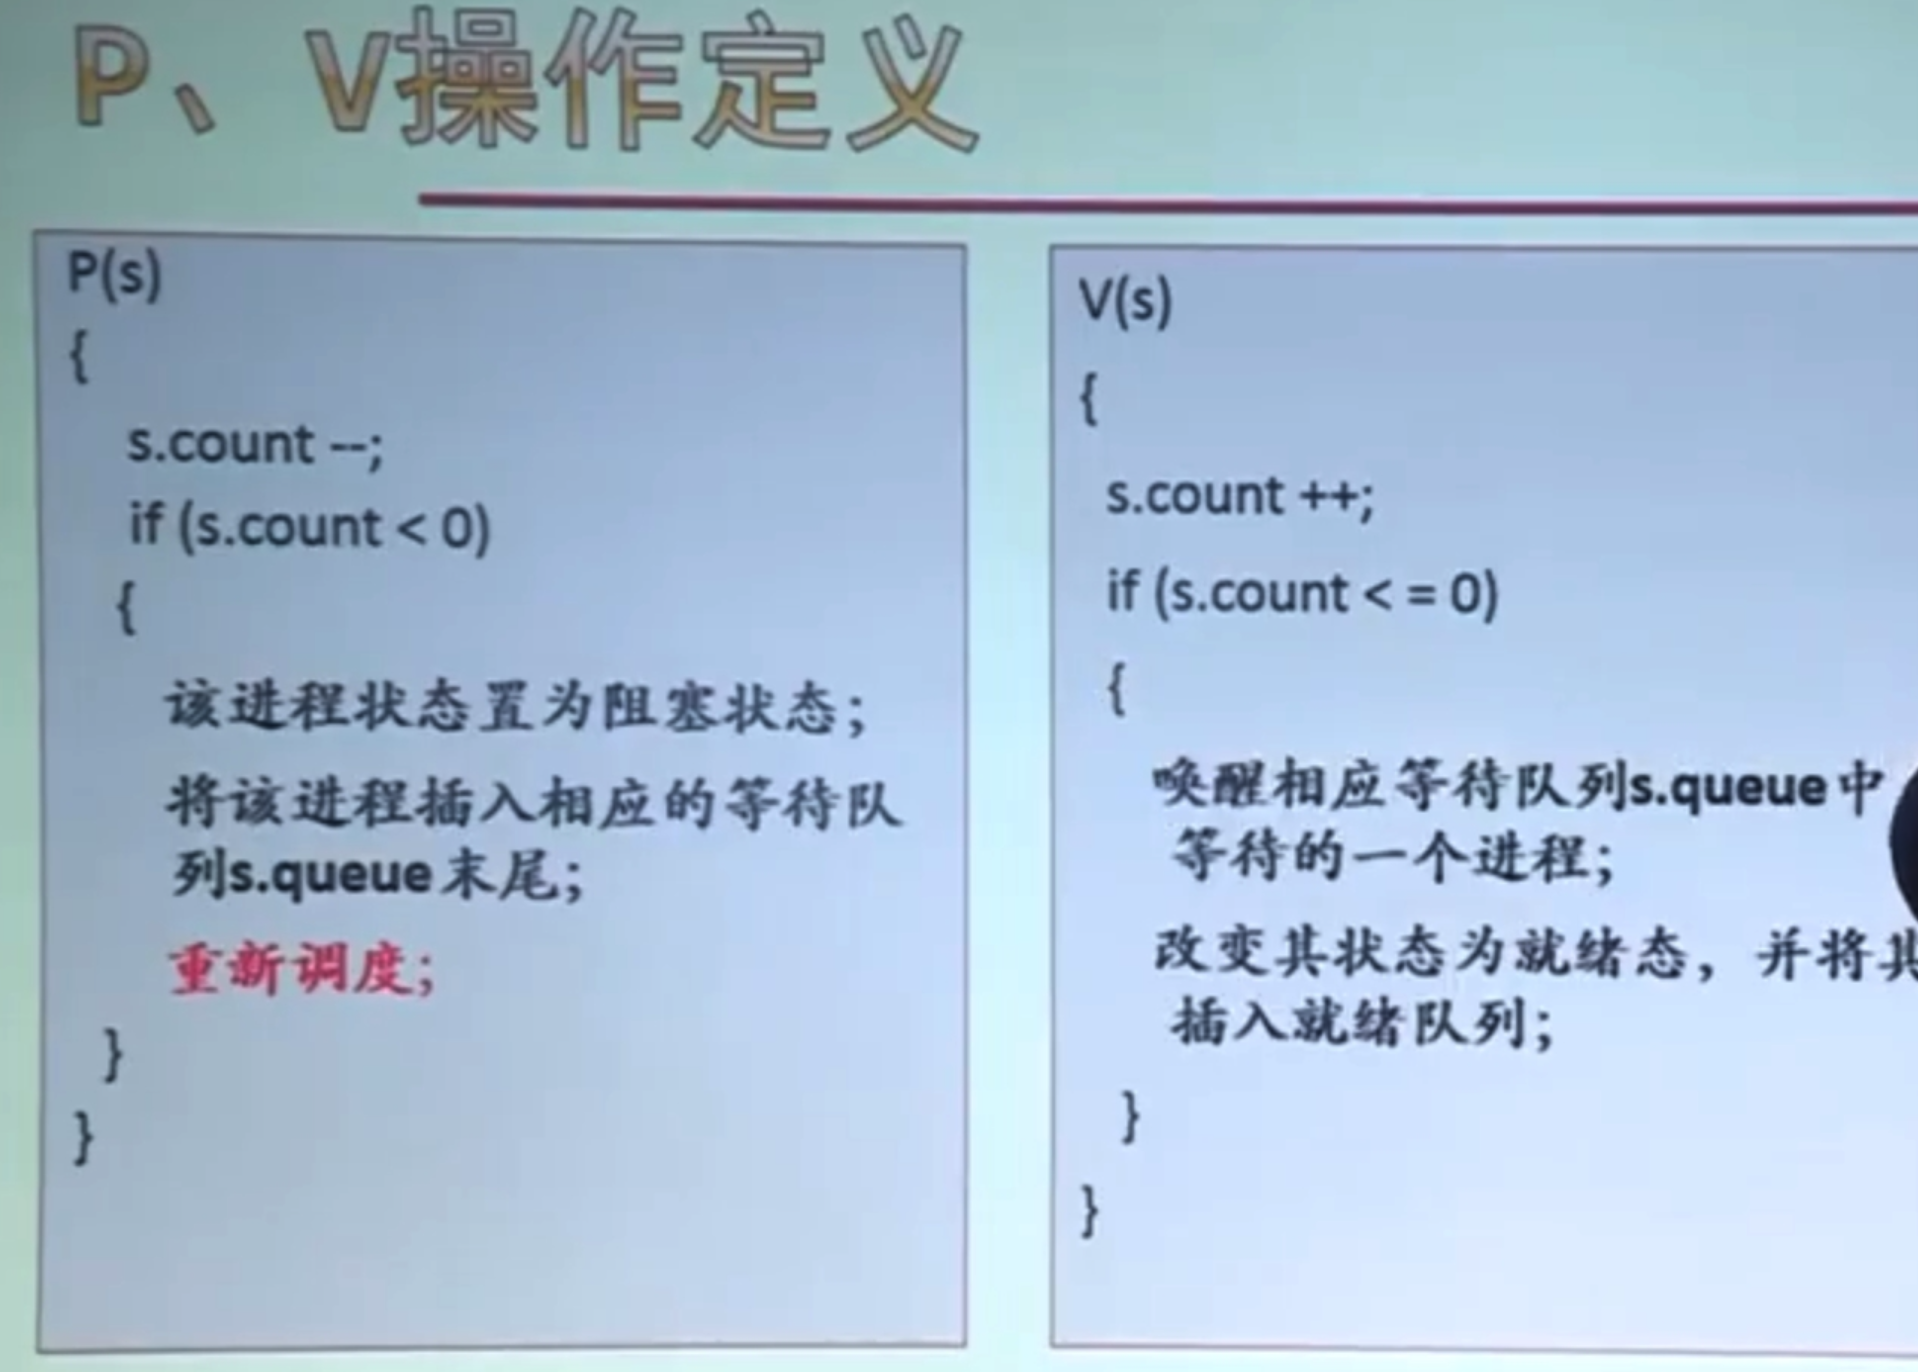 P、V操作定义
P(s)
{
s.count --;
if (s.count < 0)
{
该进程状态置为阻塞状态;
将该进程插入相应的等待队
列s.queue末尾;
重新调度;
}
}
V(s)
{
s.count ++;
if (s.count < = 0)
{
唤醒相应等待队列s.queue中
等待的一个进程;
改变其状态为就绪态，并将其
插入就绪队列;
}
}